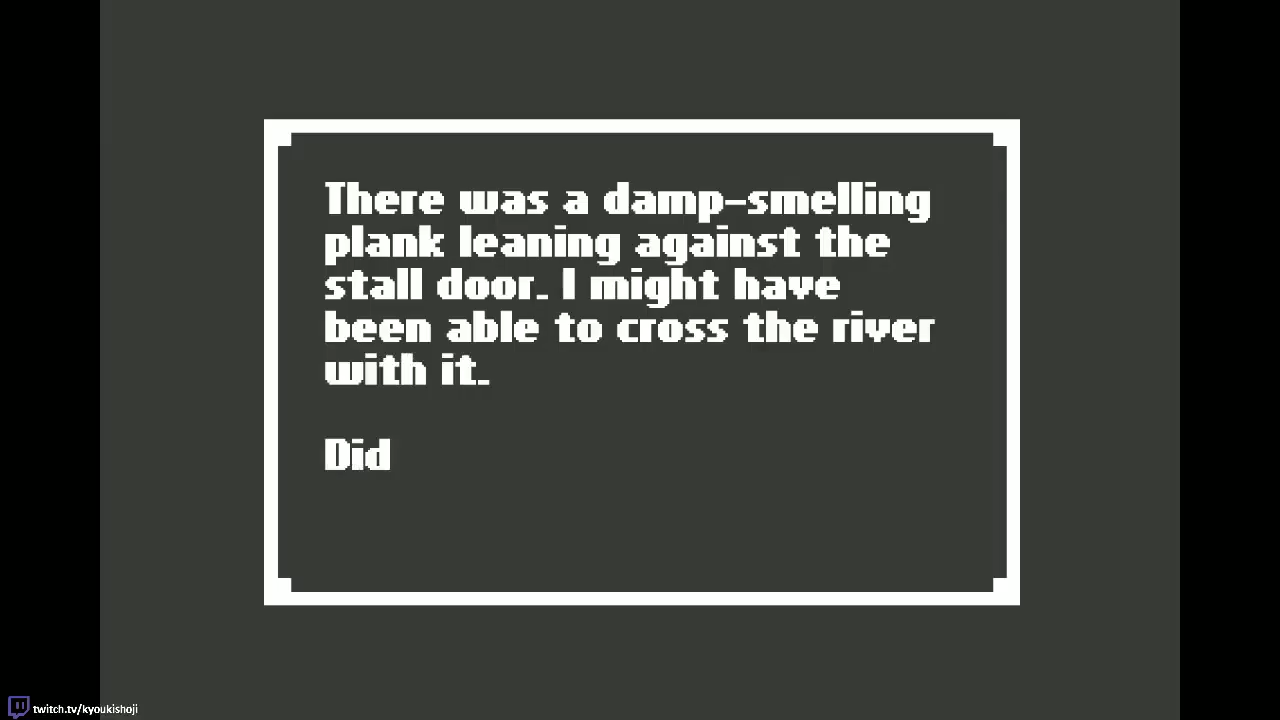 There was a damp-smelling
plank leaning against the
stall door. I might have
been able to cross the river
with it.
Did
twitch.tv/kyoukishoji